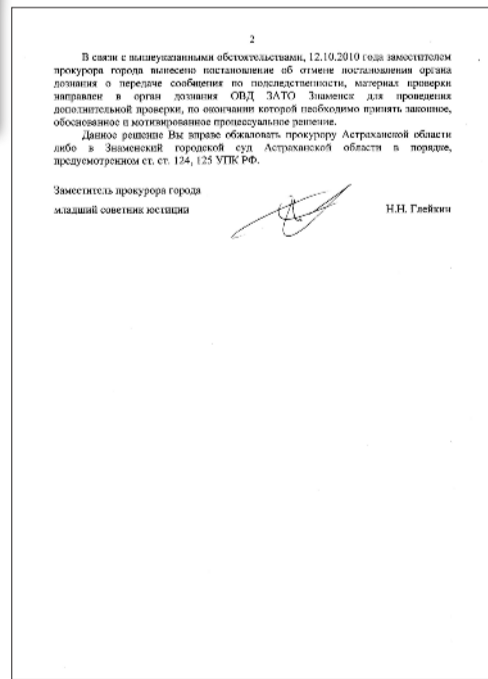 2
В связи с вышеуказанными обстоятельствами, 12.10.2010 года заместителем
прокурора города вынесено постановление об отмене постановления органа
дознания о передаче сообщения по подследственности, материал проверки
направлен в орган дознания ОВД ЗАТО Знаменск для проведения
дополнительной проверки, по окончании которой необходимо принять законное,
обоснованное и мотивированное процессуальное решение.
Данное решение Вы вправе обжаловать прокурору Астраханской области
либо в Знаменский городской суд Астраханской области в порядке,
предусмотренном ст. ст. 124, 125 УПК РФ.
Заместитель прокурора города
младший советник юстиции Н.Н. Глейкин